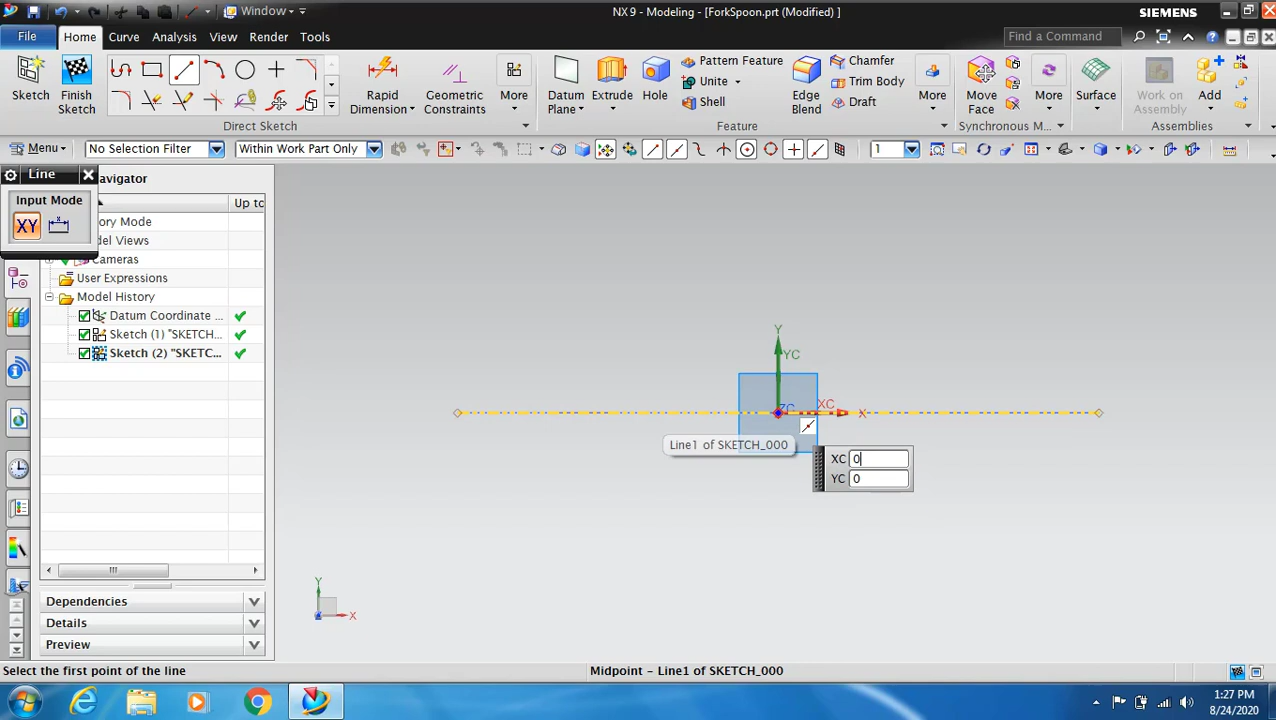 Window
NX 9 - Modeling - [ForkSpoon.prt (Modified) ]
SIEMENS
File
Home
Curve
Analysis
View
Render
Tools
Find a Command
Sketch
Finish Sketch
Direct Sketch
Rapid Dimension
Geometric Constraints
More
Datum Plane
Extrude
Hole
Pattern Feature
Unite
Shell
Edge Blend
Chamfer
Trim Body
Draft
More
Feature
Move Face
More
Synchronous M...
Surface
Work on Assembly
Add
Assemblies
Menu
No Selection Filter
Within Work Part Only
1
Line
vigator
Input Mode
XY
Up to
ory Mode
del Views
Cameras
User Expressions
Model History
Datum Coordinate ...
Sketch (1) "SKETCH...
Sketch (2) "SKETC...
Y
YC
ZC
XC
X
Line1 of SKETCH_000
XC 0
YC 0
Y
X
Dependencies
Details
Preview
Select the first point of the line
Midpoint - Line1 of SKETCH_000
1:27 PM
8/24/2020